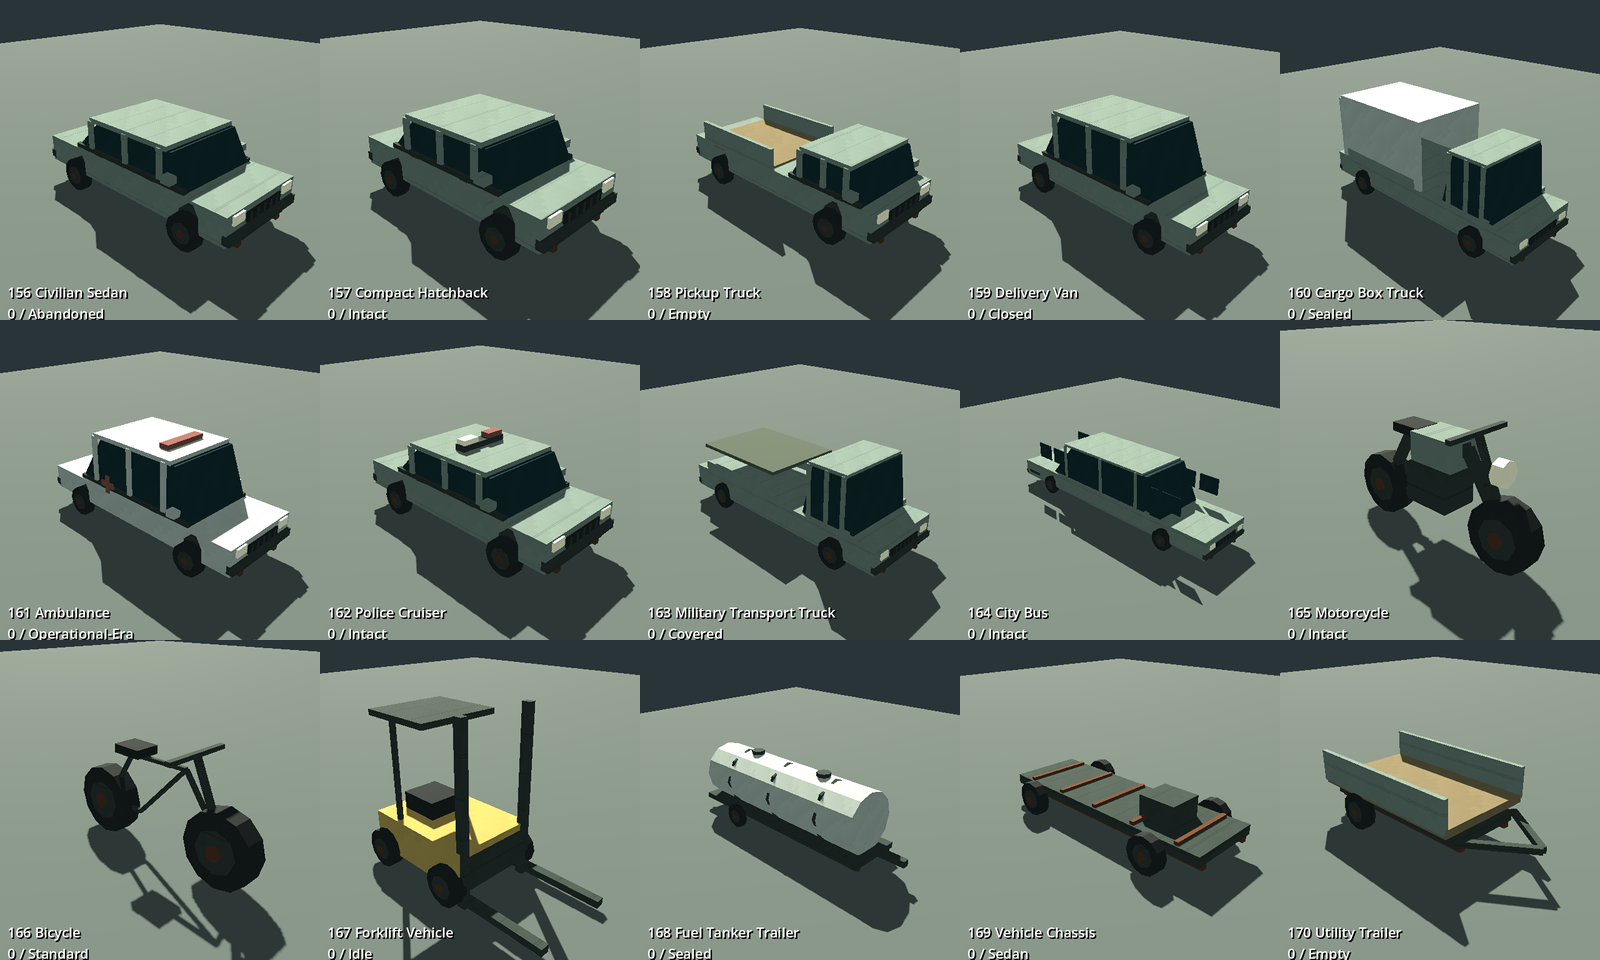 156 Civilian Sedan
0 / Abandoned
157 Compact Hatchback
0 / Intact
158 Pickup Truck
0 / Empty
159 Delivery Van
0 / Closed
160 Cargo Box Truck
0 / Sealed
161 Ambulance
0 / Operational-Era
162 Police Cruiser
0 / Intact
163 Military Transport Truck
0 / Covered
164 City Bus
0 / Intact
165 Motorcycle
0 / Intact
166 Bicycle
0 / Standard
167 Forklift Vehicle
0 / Idle
168 Fuel Tanker Trailer
0 / Sealed
169 Vehicle Chassis
0 / Sedan
170 Utility Trailer
0 / Empty